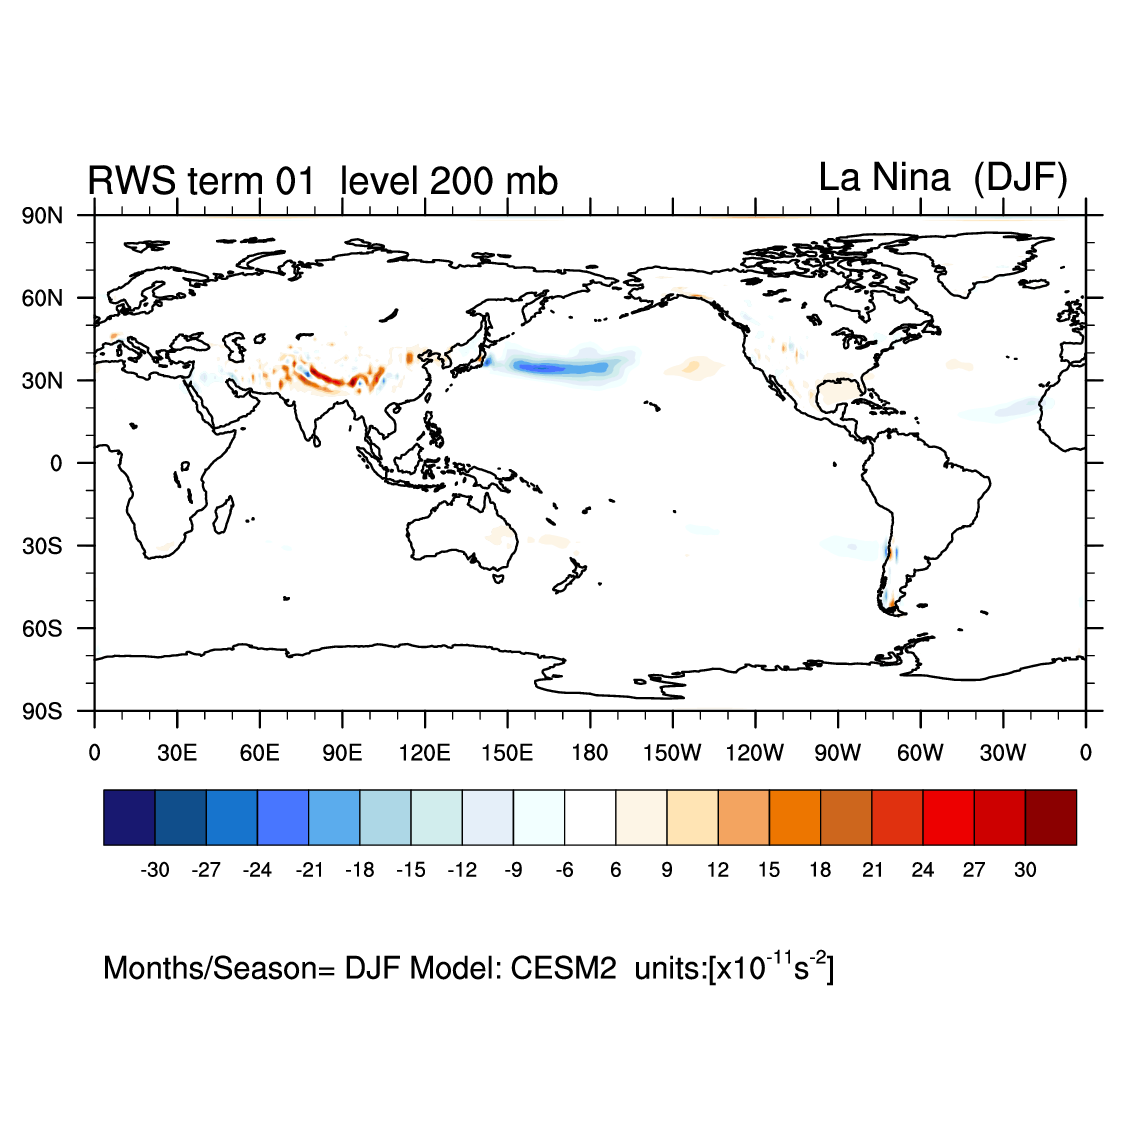 RWS term 01 level 200 mb
La Nina (DJF)
90N
60N
30N
0
30S
60S
90S
0 30E 60E 90E 120E 150E 180 150W 120W 90W 60W 30W 0
-30 -27 -24 -21 -18 -15 -12 -9 -6 6 9 12 15 18 21 24 27 30
Months/Season= DJF Model: CESM2 units:[x10⁻¹¹s⁻²]